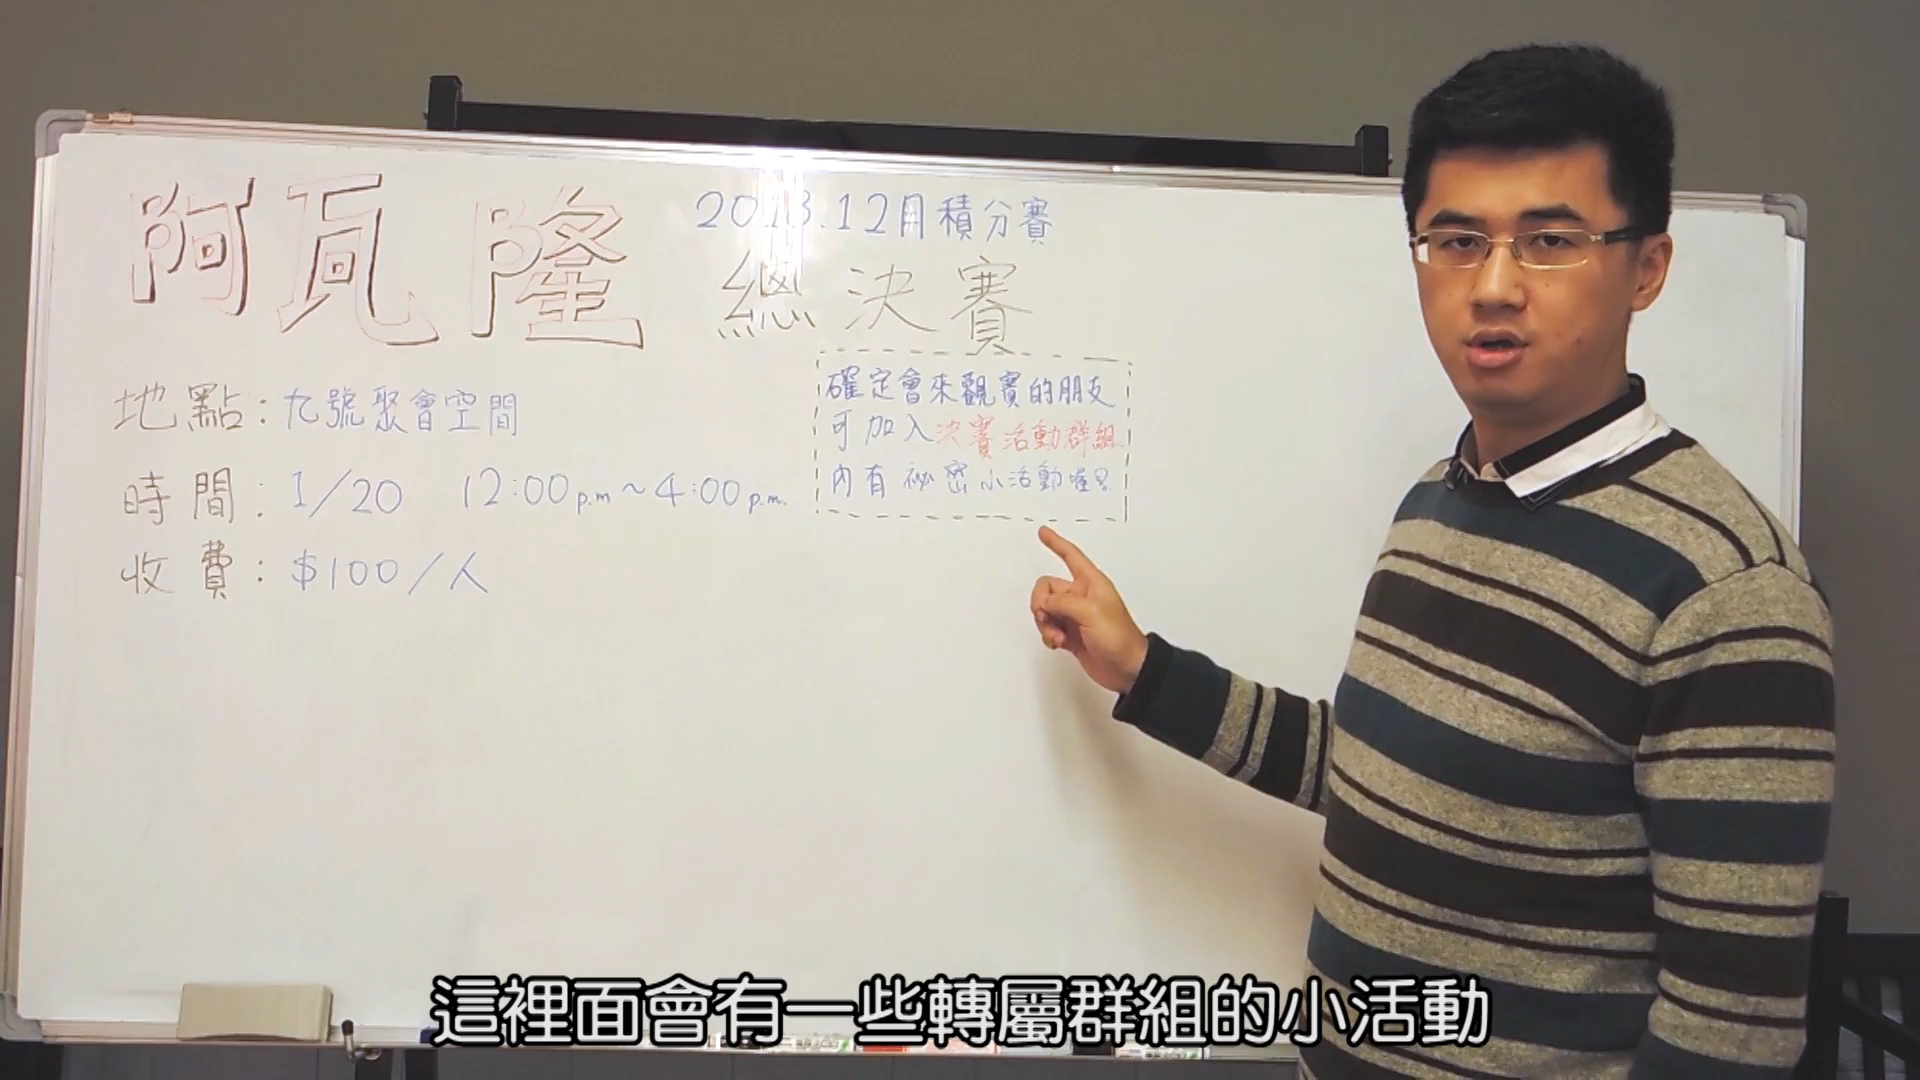 阿瓦隆
2018.12月積分賽
總決賽
地點：九號聚會空間
時間：1/20 12:00p.m～4:00p.m.
收費：$100/人
確定會來觀賽的朋友
可加入決賽活動群組
內有祕密小活動喔!
這裡面會有一些轉屬群組的小活動